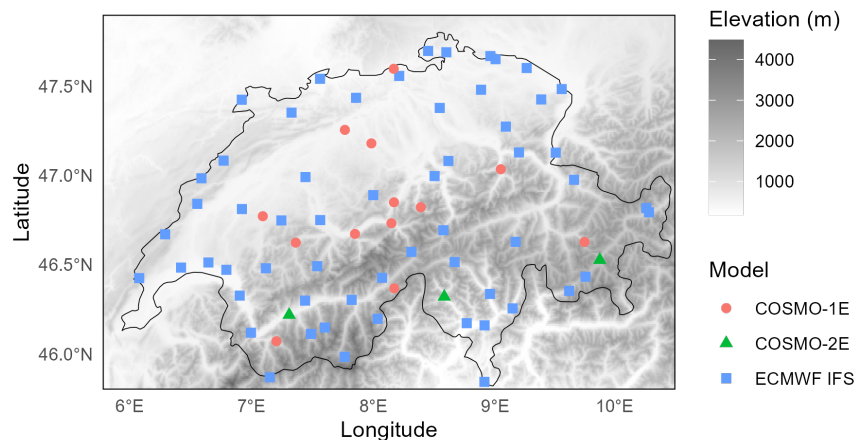 Elevation (m)
4000
3000
2000
1000
47.5°N
47.0°N
46.5°N
46.0°N
Latitude
6°E
7°E
8°E
9°E
10°E
Longitude
Model
COSMO-1E
COSMO-2E
ECMWF IFS